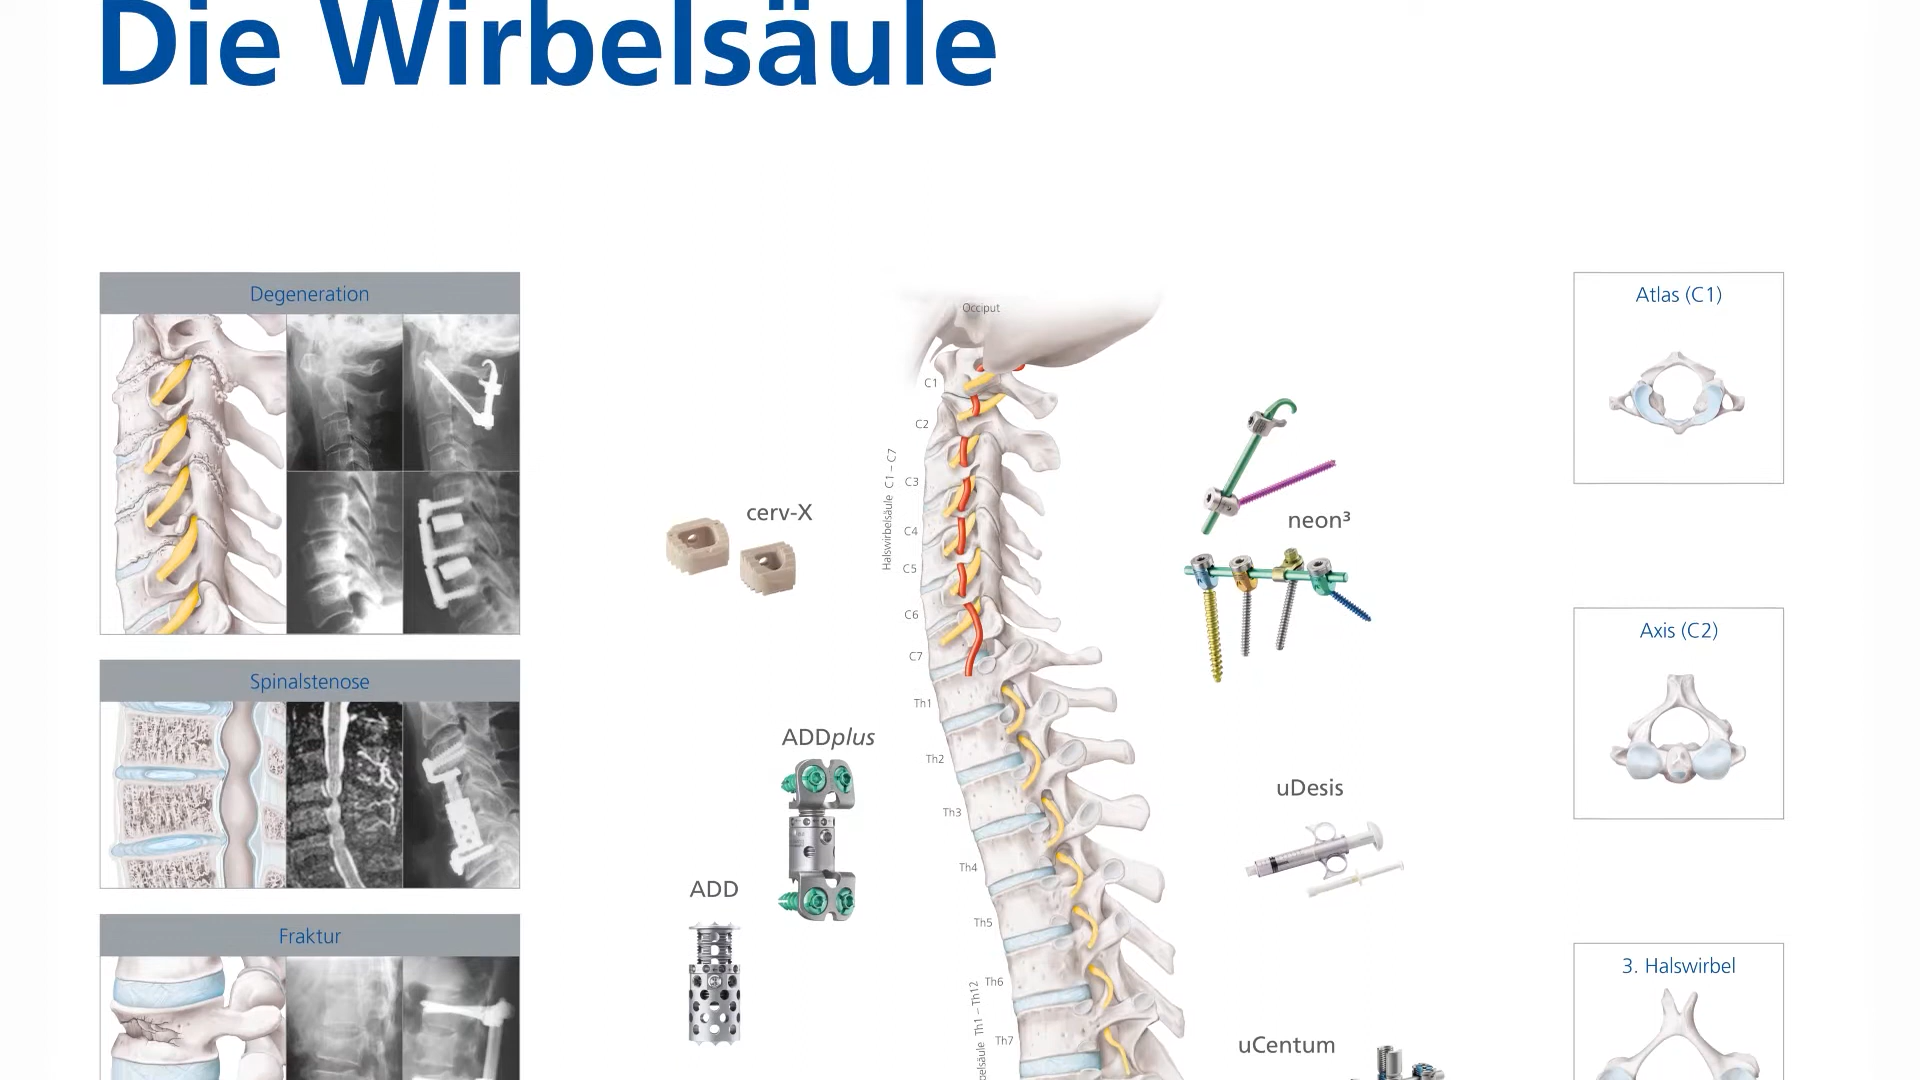 Die Wirbelsäule
Degeneration
Spinalstenose
Fraktur
cerv-X
ADDplus
ADD
Occiput
C1
C2
C3
C4
C5
C6
C7
Halswirbelsäule C1 – C7
Th1
Th2
Th3
Th4
Th5
Th6
Th7
Th1 – Th12
neon³
uDesis
uCentum
Atlas (C1)
Axis (C2)
3. Halswirbel